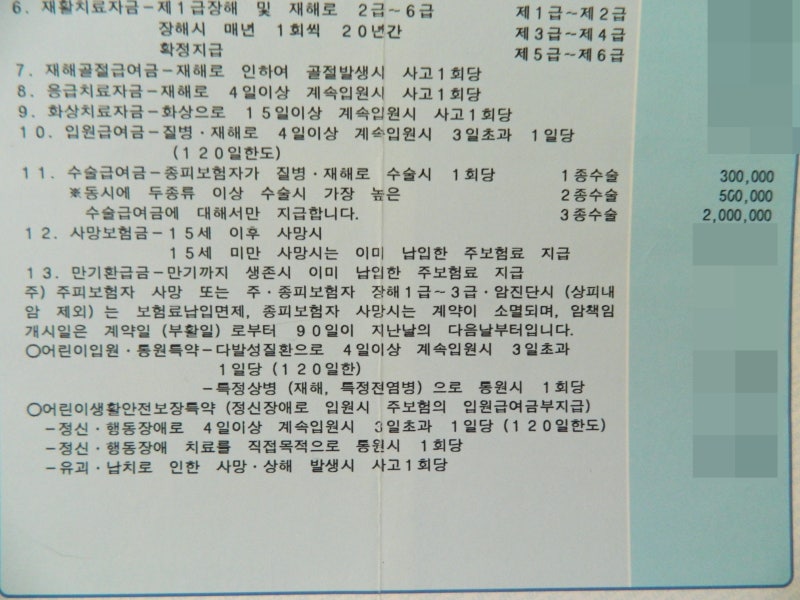 6. 재활치료자금-제1급장해 및 재해로 2급~6급 제1급~제2급
장해시 매년 1회씩 20년간 제3급~제4급
확정지급 제5급~제6급
7. 재해골절급여금-재해로 인하여 골절발생시 사고1회당
8. 응급치료자금-재해로 4일이상 계속입원시 사고1회당
9. 화상치료자금-화상으로 15일이상 계속입원시 사고1회당
10. 입원급여금-질병·재해로 4일이상 계속입원시 3일초과 1일당
(120일한도)
11. 수술급여금-종피보험자가 질병·재해로 수술시 1회당 1종수술 300,000
※동시에 두종류 이상 수술시 가장 높은 2종수술 500,000
수술급여금에 대해서만 지급합니다. 3종수술 2,000,000
12. 사망보험금-15세 이후 사망시
15세 미만 사망시는 이미 납입한 주보험료 지급
13. 만기환급금-만기까지 생존시 이미 납입한 주보험료 지급
주) 주피보험자 사망 또는 주·종피보험자 장해1급~3급·암진단시 (상피내
암 제외) 는 보험료납입면제, 종피보험자 사망시는 계약이 소멸되며, 암책임
개시일은 계약일 (부활일) 로부터 90일이 지난날의 다음날부터입니다.
○어린이입원·통원특약-다발성질환으로 4일이상 계속입원시 3일초과
1일당 (120일한)
-특정상병 (재해, 특정전염병) 으로 통원시 1회당
○어린이생활안전보장특약 (정신장애로 입원시 주보험의 입원급여금부지급)
-정신·행동장애로 4일이상 계속입원시 3일초과 1일당 (120일한도)
-정신·행동장애 치료를 직접목적으로 통원시 1회당
-유괴·납치로 인한 사망·상해 발생시 사고1회당